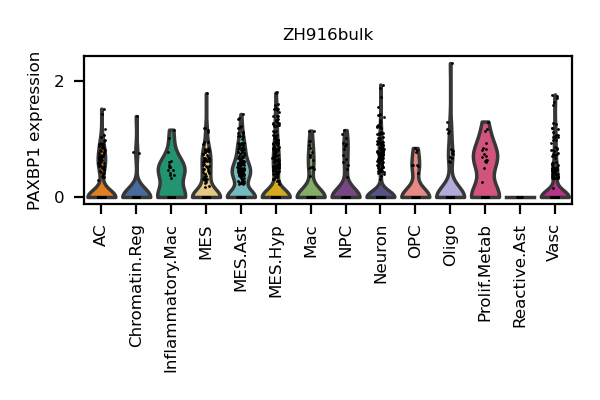 ZH916bulk
PAXBP1 expression
2
0
AC
Chromatin.Reg
Inflammatory.Mac
MES
MES.Ast
MES.Hyp
Mac
NPC
Neuron
OPC
Oligo
Prolif.Metab
Reactive.Ast
Vasc